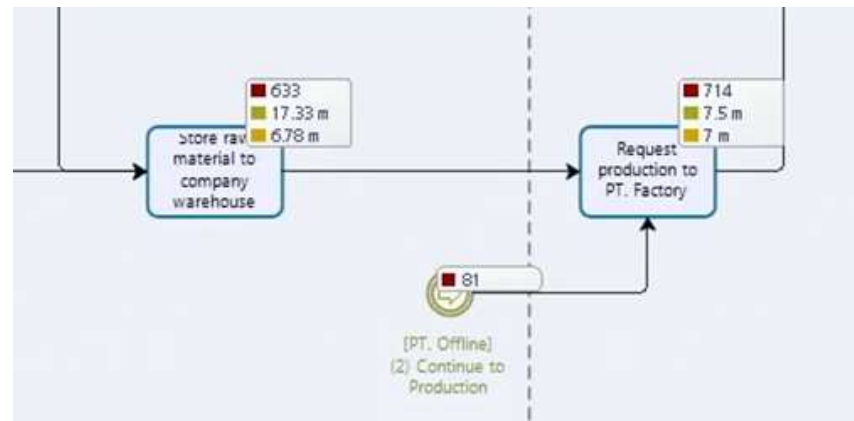 633
17.33 m
6.78 m
Store raw
material to
company
warehouse
714
7.5 m
7 m
Request
production to
PT. Factory
81
[PT. Offline]
(2) Continue to
Production